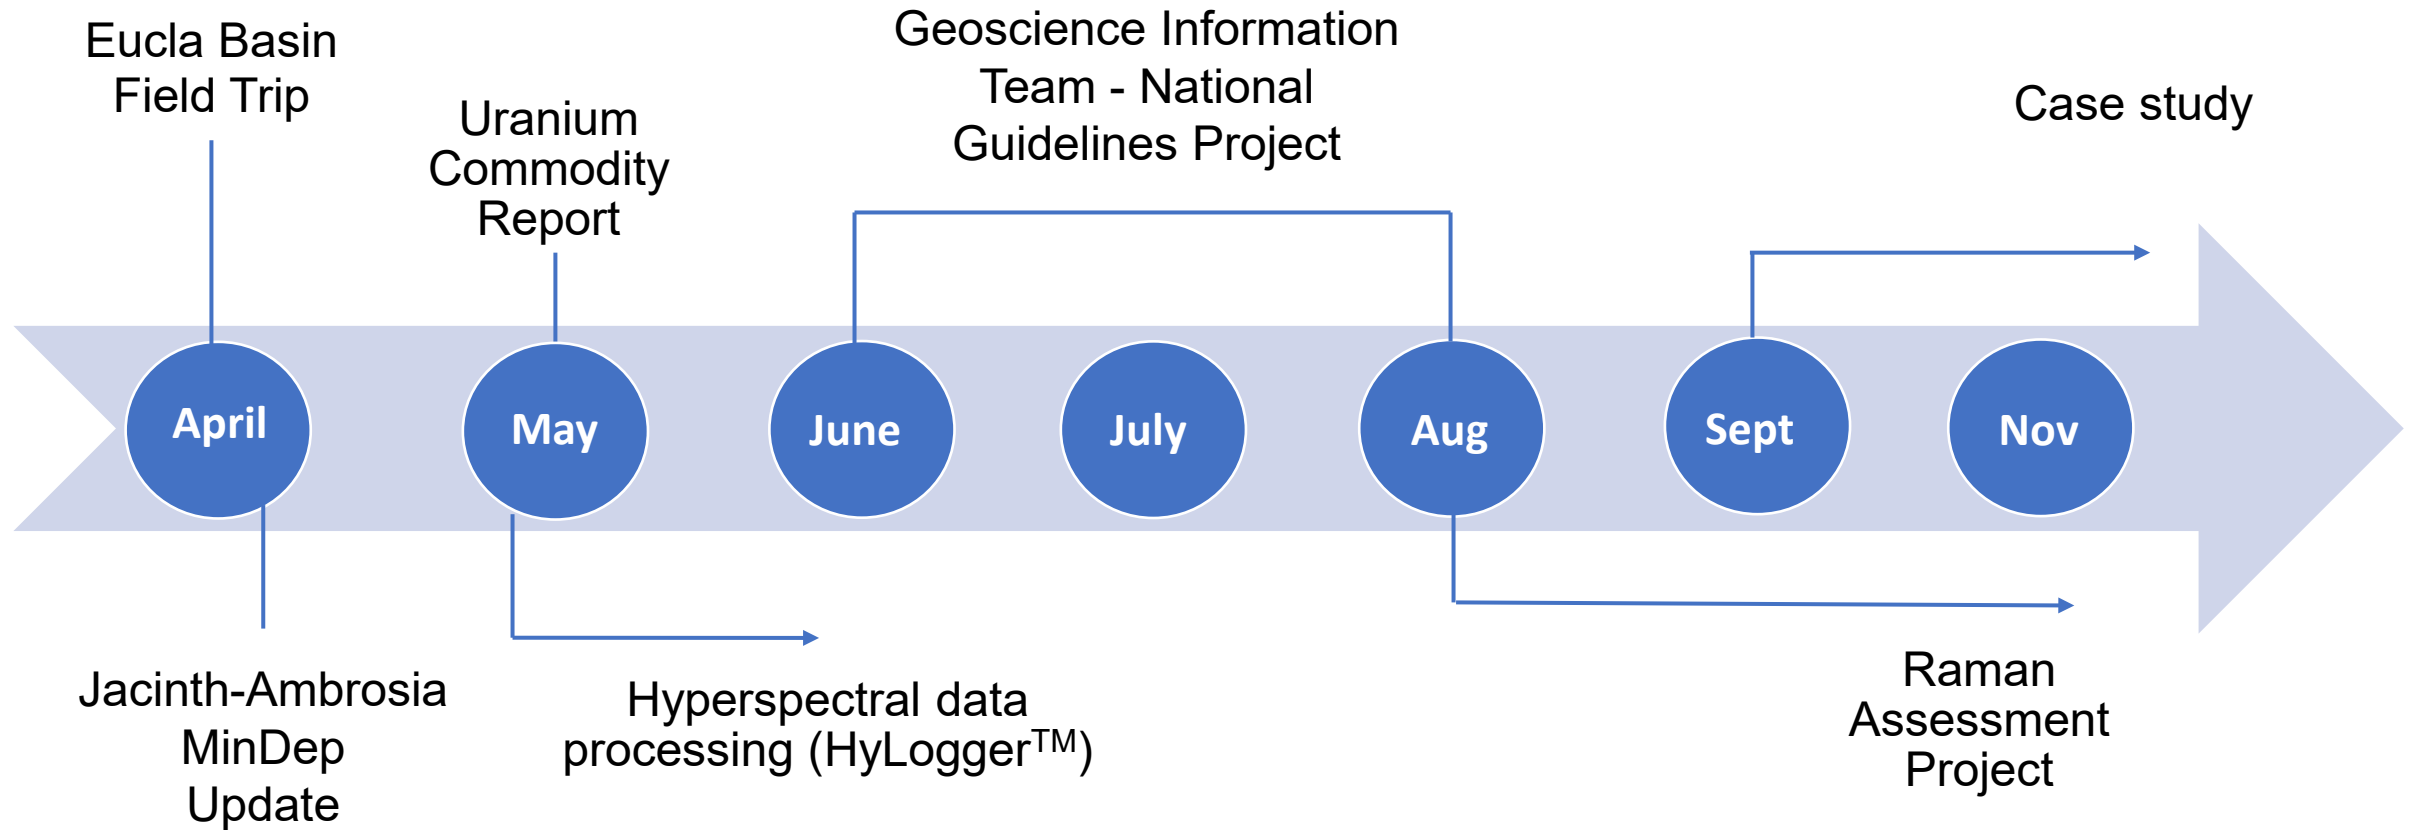 Eucla Basin
Field Trip
Uranium
Commodity
Report
Geoscience Information
Team - National
Guidelines Project
Case study
April
May
June
July
Aug
Sept
Nov
Jacinth-Ambrosia
MinDep
Update
Hyperspectral data
processing (HyLogger™)
Raman
Assessment
Project